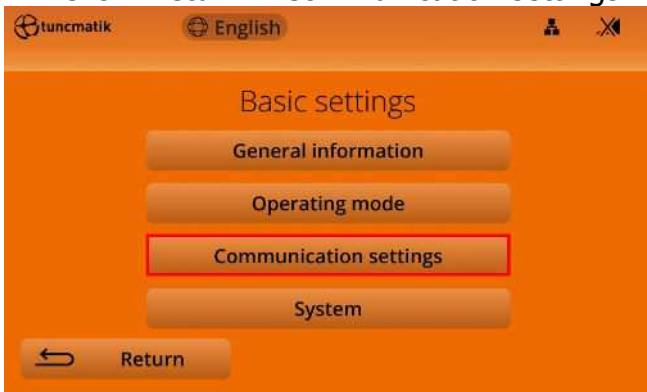 tuncmatik
English
Basic settings
General information
Operating mode
Communication settings
System
Return